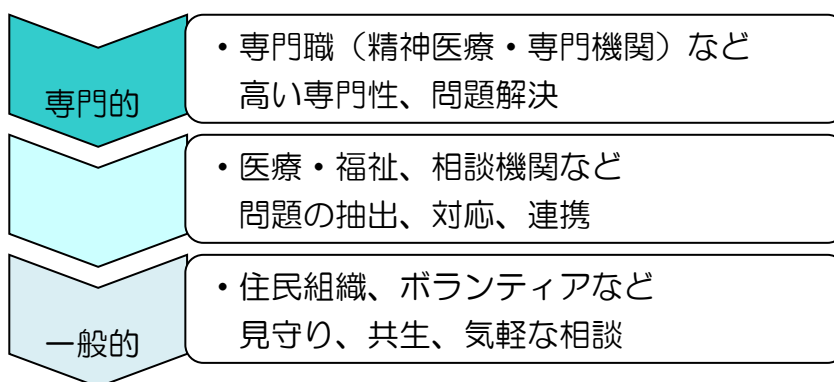 ・専門職（精神医療・専門機関）など
高い専門性、問題解決
専門的
・医療・福祉、相談機関など
問題の抽出、対応、連携
・住民組織、ボランティアなど
見守り、共生、気軽な相談
一般的